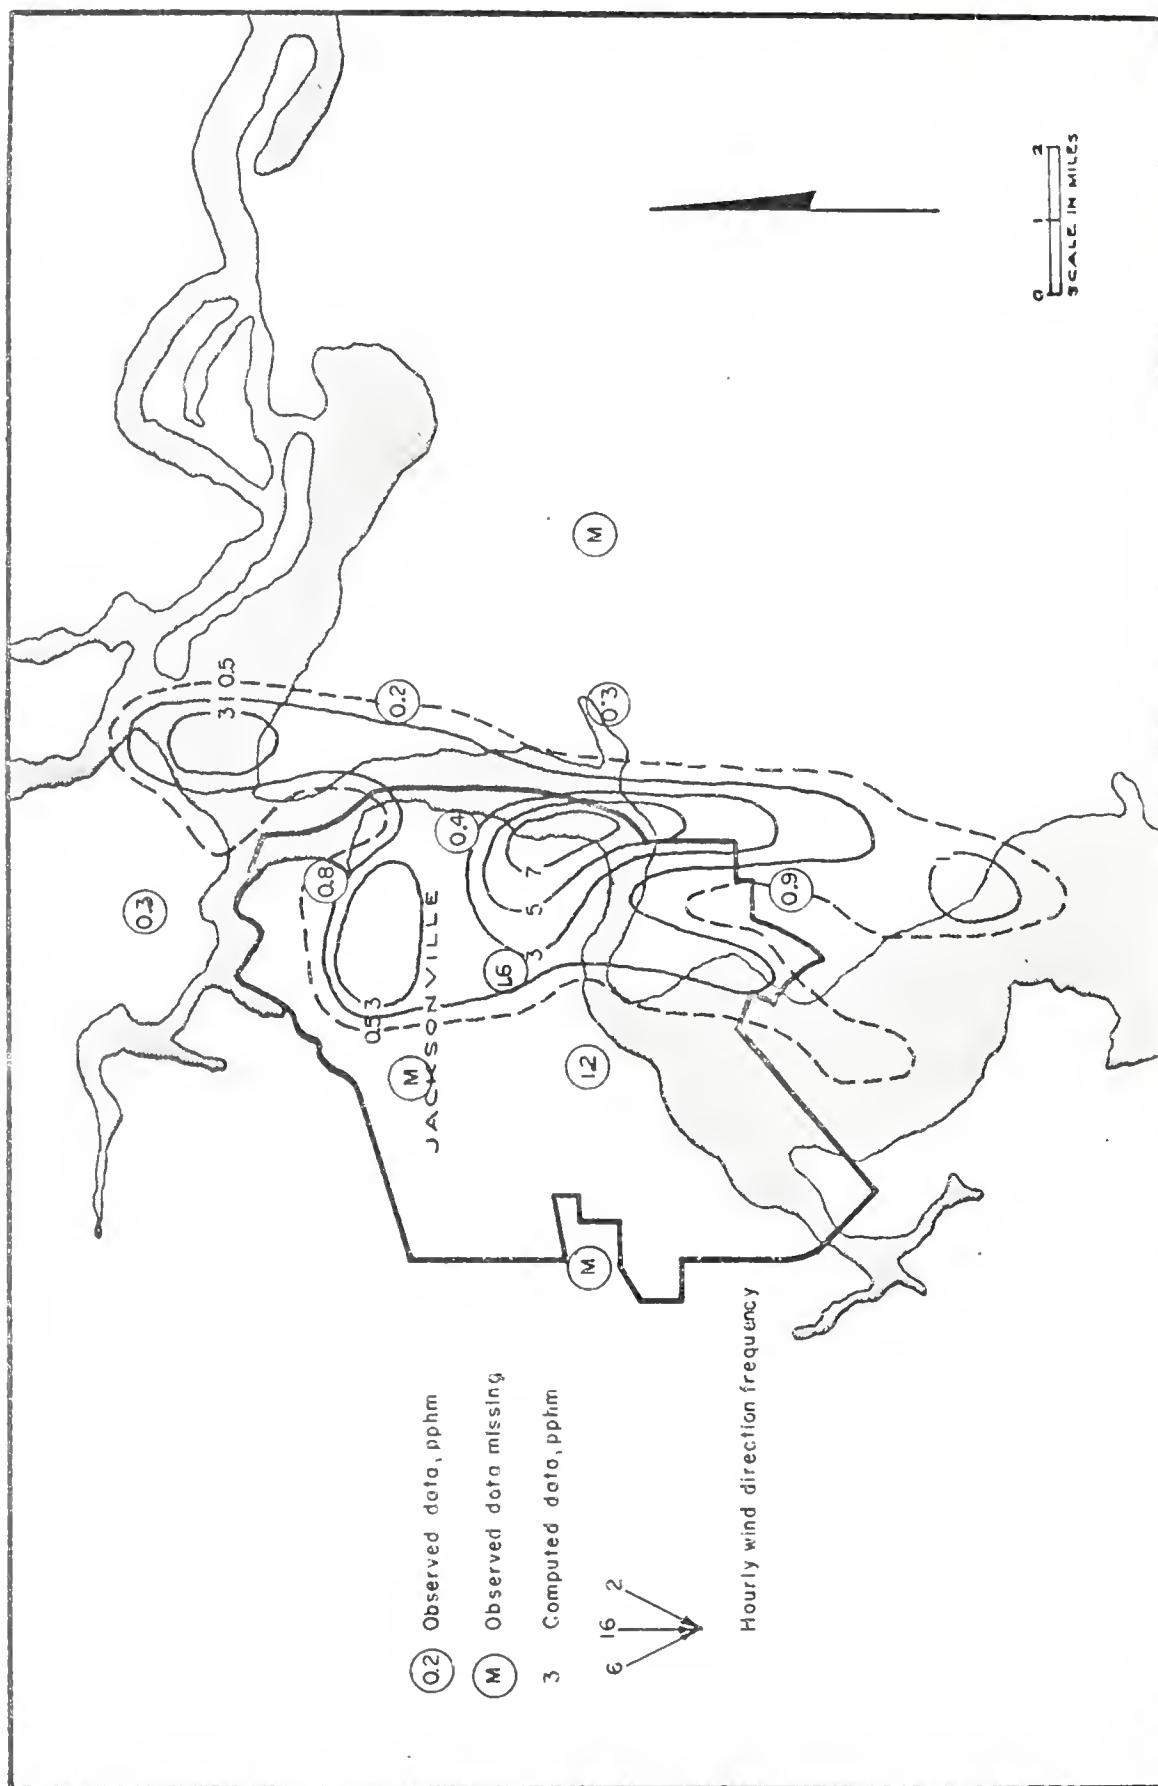 0.3
3
1
0.5
0.2
0.8
0.4
0.3
M
0.5
3
JACKSONVILLE
M
1.6
3
5
7
12
0.9
M
0.2 Observed data, pphm
M Observed data missing
3 Computed data, pphm
6 16 2
Hourly wind direction frequency
0 1 2
SCALE IN MILES